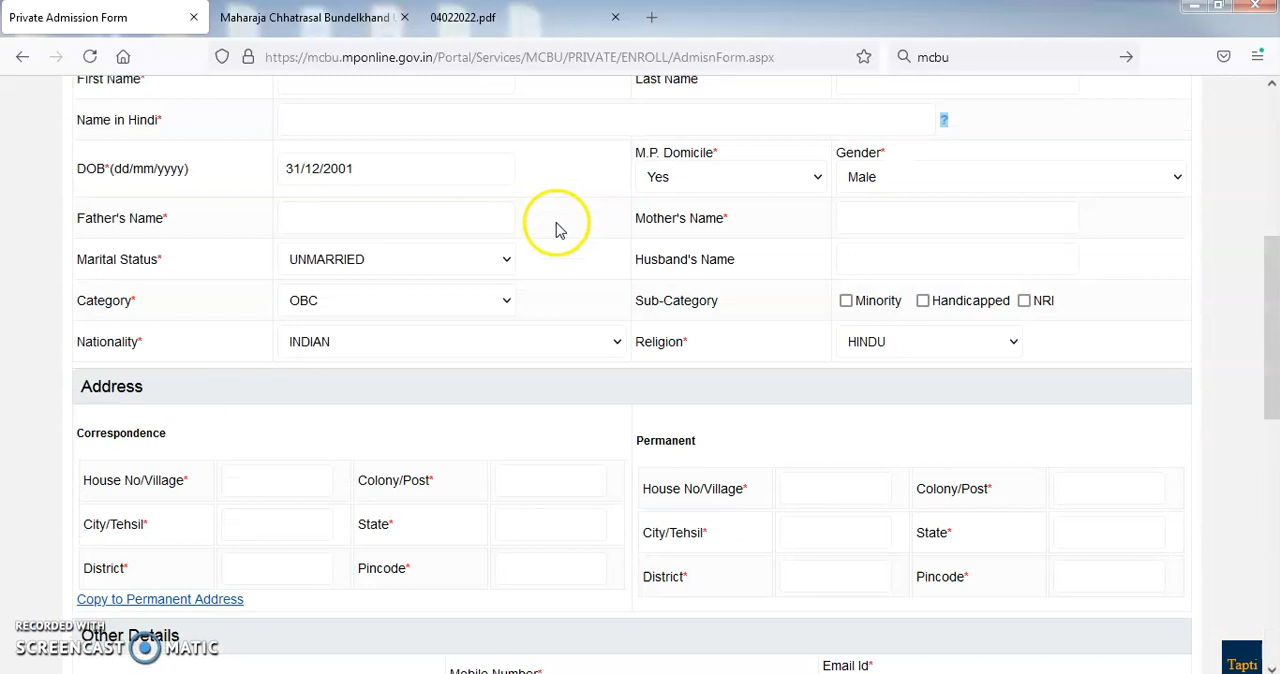 Private Admission Form
Maharaja Chhatrasal Bundelkhand
04022022.pdf
https://mcbu.mponline.gov.in/Portal/Services/MCBU/PRIVATE/ENROLL/AdmisnForm.aspx
mcbu
First Name* Last Name
Name in Hindi* ?
DOB*(dd/mm/yyyy) 31/12/2001 M.P. Domicile* Yes Gender* Male
Father's Name* Mother's Name*
Marital Status* UNMARRIED Husband's Name
Category* OBC Sub-Category Minority Handicapped NRI
Nationality* INDIAN Religion* HINDU
Address
Correspondence
Permanent
House No/Village* Colony/Post* House No/Village* Colony/Post*
City/Tehsil* State* City/Tehsil* State*
District* Pincode* District* Pincode*
Copy to Permanent Address
Other Details
Mobile Number* Email Id*
RECORDED WITH
SCREENCAST MATIC
Tapti